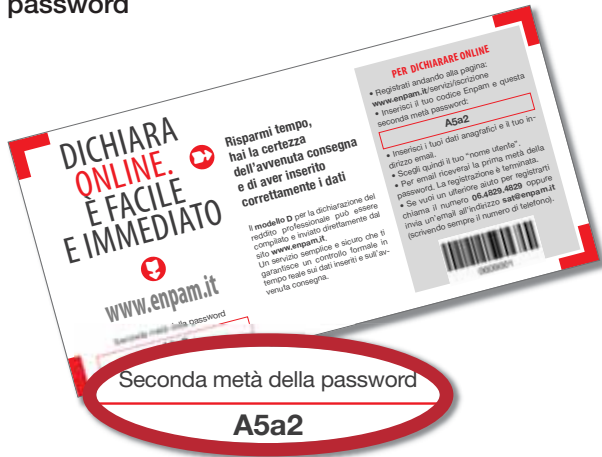 password
DICHIARA
ONLINE.
È FACILE
E IMMEDIATO
www.enpam.it
Seconda metà della password
Risparmi tempo,
hai la certezza
dell'avvenuta consegna
e di aver inserito
correttamente i dati
Il modello D per la dichiarazione del
reddito professionale può essere
compilato e inviato direttamente dal
sito www.enpam.it.
Un servizio semplice e sicuro che ti
garantisce un controllo formale in
tempo reale sui dati inseriti e sull'av-
venuta consegna.
PER DICHIARARE ONLINE
• Registrati andando alla pagina:
www.enpam.it/servizi/iscrizione
• Inserisci il tuo codice Enpam e questa
seconda metà password:
A5a2
• Inserisci i tuoi dati anagrafici e il tuo in-
dirizzo email.
• Scegli quindi il tuo "nome utente".
• Per email riceverai la prima metà della
password. La registrazione è terminata.
• Se vuoi un ulteriore aiuto per registrarti
chiama il numero 06.4829.4829 oppure
invia un'email all'indirizzo sat@enpam.it
(scrivendo sempre il numero di telefono).
Seconda metà della password
A5a2